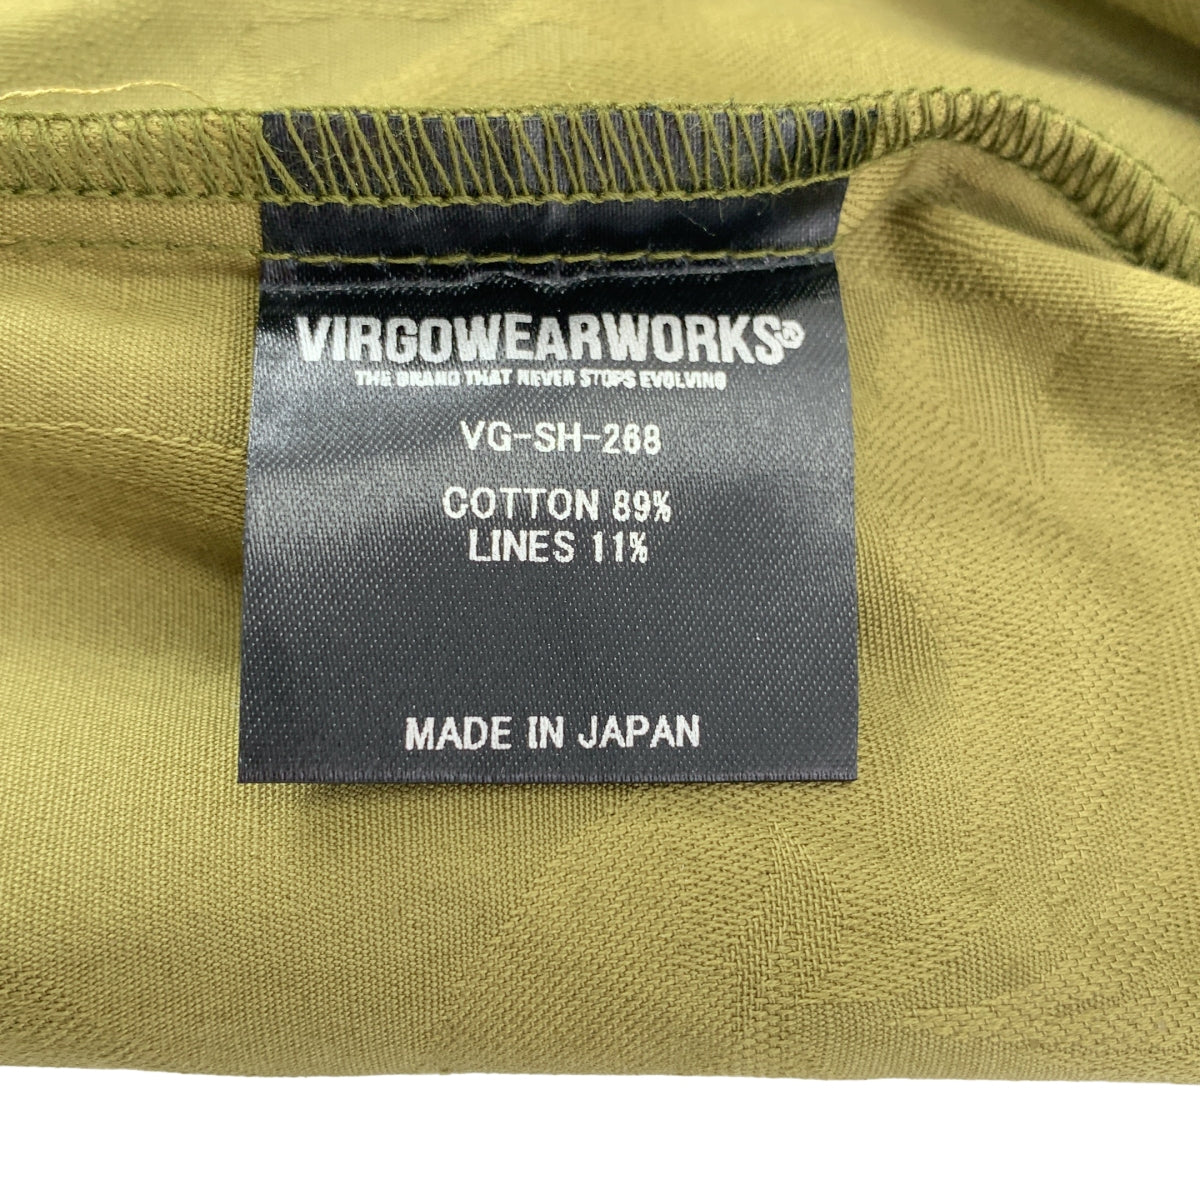 VIRGOWEARWORKS®
THE BRAND THAT NEVER STOPS EVOLVING
VG-SH-268
COTTON 89%
LINES 11%
MADE IN JAPAN